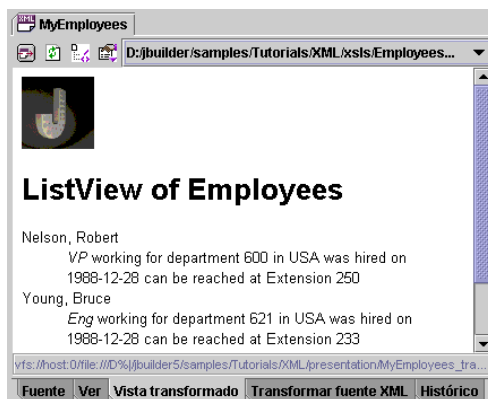 MyEmployees
D:/jbuilder/samples/Tutorials/XML/xsls/Employees...
ListView of Employees
Nelson, Robert
VP working for department 600 in USA was hired on
1988-12-28 can be reached at Extension 250
Young, Bruce
Eng working for department 621 in USA was hired on
1988-12-28 can be reached at Extension 233
vfs://host:0/file:///D%|/jbuilder5/samples/Tutorials/XML/presentation/MyEmployees_tra...
Fuente Ver Vista transformado Transformar fuente XML Histórico